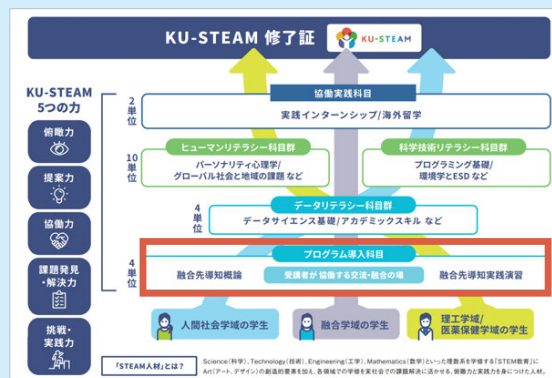 KU-STEAM 修了証
KU-STEAM
KU-STEAM
5つの力
俯瞰力
提案力
協働力
課題発見
・解決力
挑戦・
実践力
2単位
協働実践科目
実践インターンシップ/海外留学
10単位
ヒューマンリテラシー科目群
パーソナリティ心理学/
グローバル社会と地域の課題 など
科学技術リテラシー科目群
プログラミング基礎/
環境学とESD など
4単位
データリテラシー科目群
データサイエンス基礎/アカデミックスキル など
4単位
プログラム導入科目
融合先導知概論
受講者が協働する交流・融合の場
融合先導知実践演習
人間社会学域の学生
融合学域の学生
理工学域/
医薬保健学域の学生
「STEAM人材」とは?
Science(科学)、Technology(技術)、Engineering(工学)、Mathematics(数学)といった理数系を学修する「STEM教育」に
Art(アート、デザイン)の創造的要素を加え、各領域での学修を実社会での課題解決に活かせる、俯瞰力と実践力を身につけた人材。